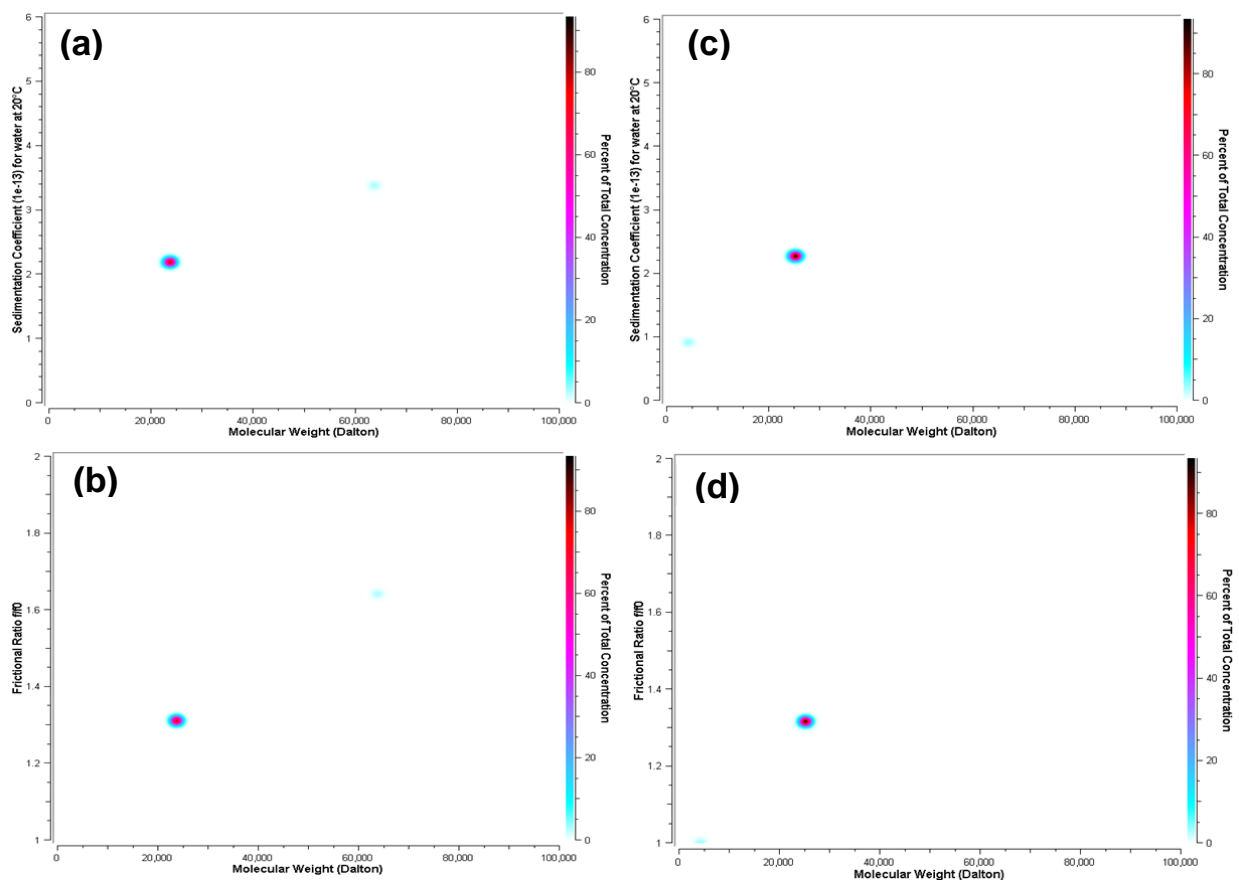 (a)
Sedimentation Coefficient (1e-13) for water at 20°C
6
5
4
3
2
1
0
0 20,000 40,000 60,000 80,000 100,000
Molecular Weight (Dalton)
80
60
40
20
0
Percent of Total Concentration
(c)
Sedimentation Coefficient (1e-13) for water at 20°C
6
5
4
3
2
1
0
0 20,000 40,000 60,000 80,000 100,000
Molecular Weight (Dalton)
80
60
40
20
0
Percent of Total Concentration
(b)
Frictional Ratio f/f0
2
1.8
1.6
1.4
1.2
1
0 20,000 40,000 60,000 80,000 100,000
Molecular Weight (Dalton)
80
60
40
20
0
Percent of Total Concentration
(d)
Frictional Ratio f/f0
2
1.8
1.6
1.4
1.2
1
0 20,000 40,000 60,000 80,000 100,000
Molecular Weight (Dalton)
80
60
40
20
0
Percent of Total Concentration